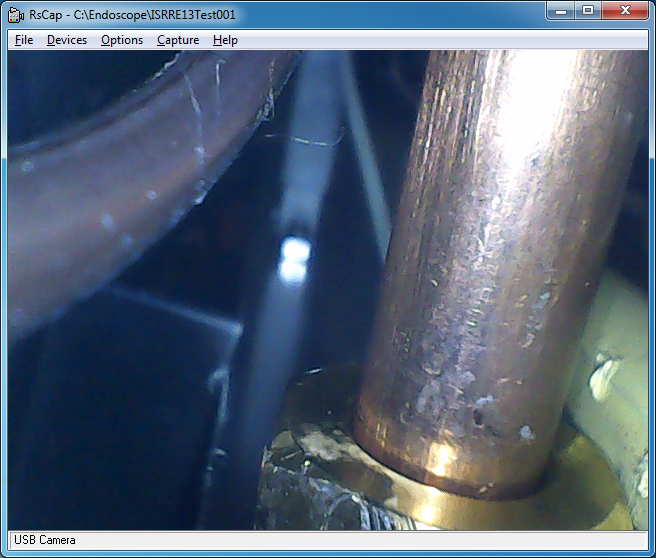 RsCap - C:\Endoscope\ISRRE13Test001
File Devices Options Capture Help
USB Camera